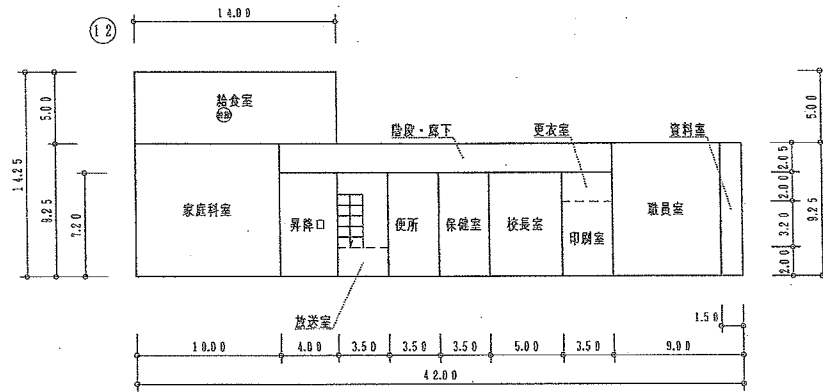 ⑫
14.00
給食室
階段・廊下
更衣室
資料室
5.00
14.25
9.25
7.20
5.00
2.05
2.00
3.20
2.00
9.25
家庭科室
昇降口
便所
保健室
校長室
印刷室
職員室
放送室
1.50
10.00
4.00
3.50
3.50
3.50
5.00
3.50
9.00
42.00